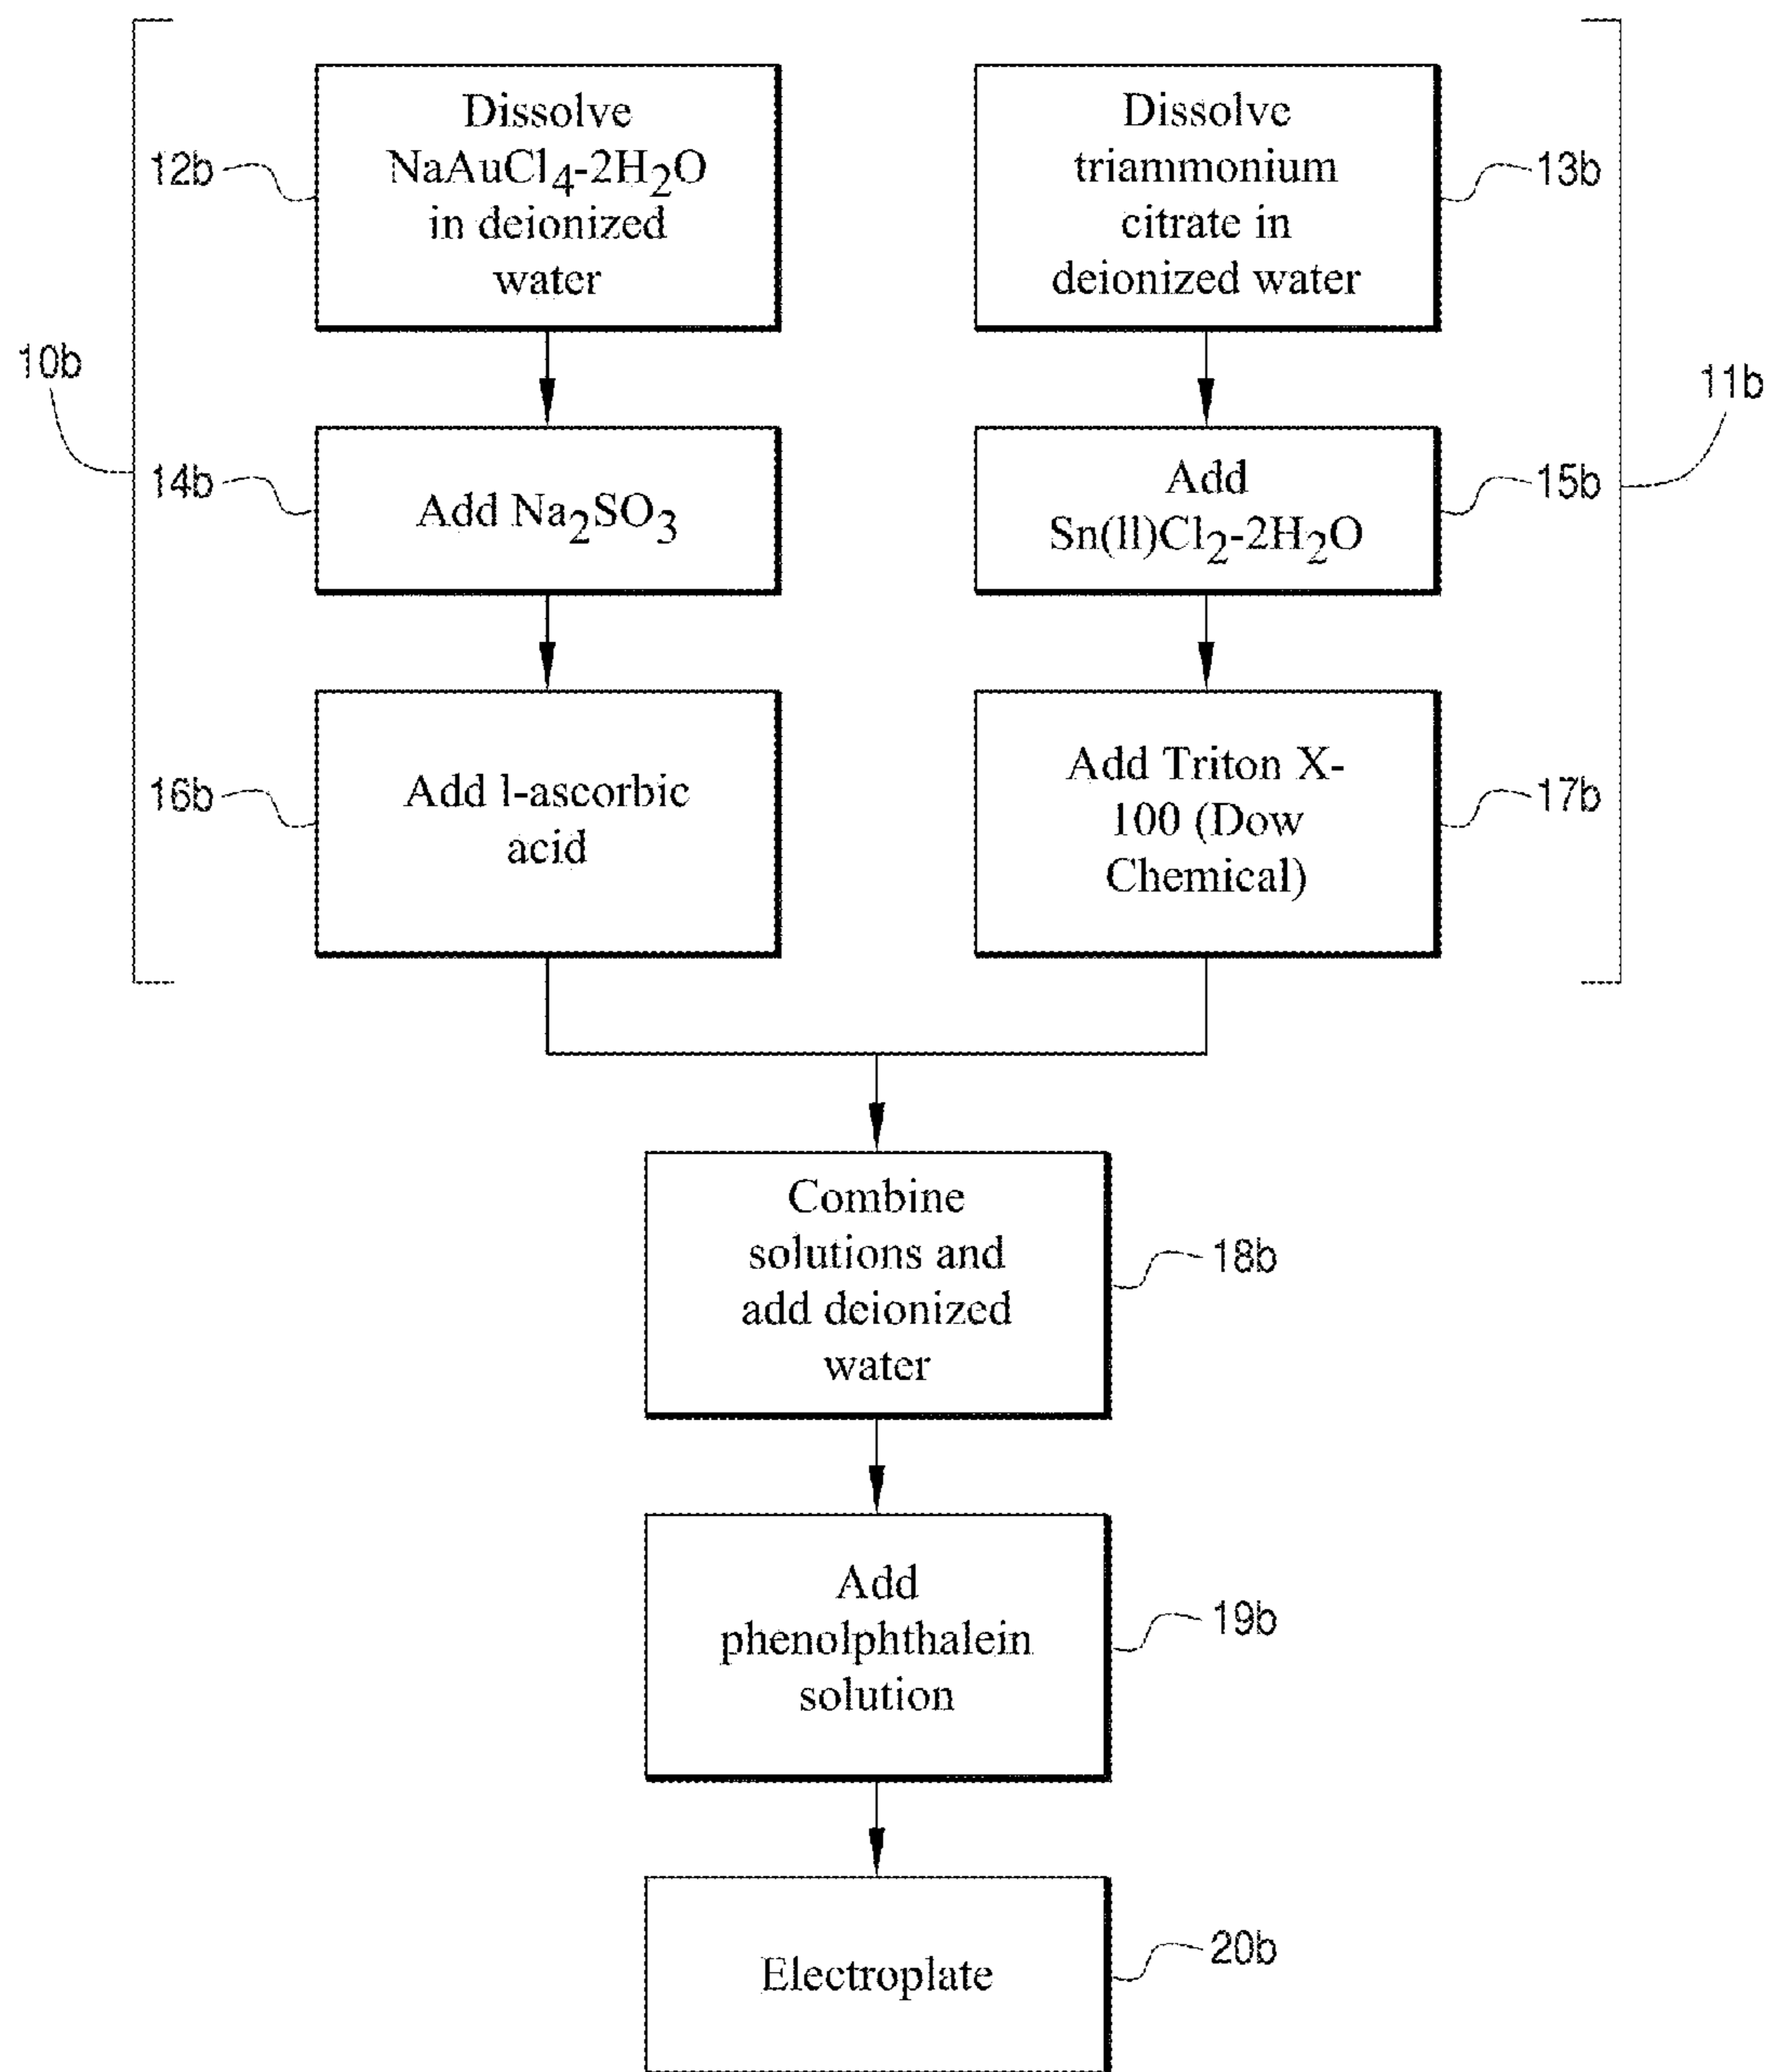 Dissolve
NaAuCl4-2H2O
in deionized
water
12b
Dissolve
triammonium
citrate in
deionized water
13b
10b
11b
14b
Add Na2SO3
Add
Sn(ll)Cl2-2H2O
15b
16b
Add l-ascorbic
acid
Add Triton X-
100 (Dow
Chemical)
17b
Combine
solutions and
add deionized
water
18b
Add
phenolphthalein
solution
19b
Electroplate
20b